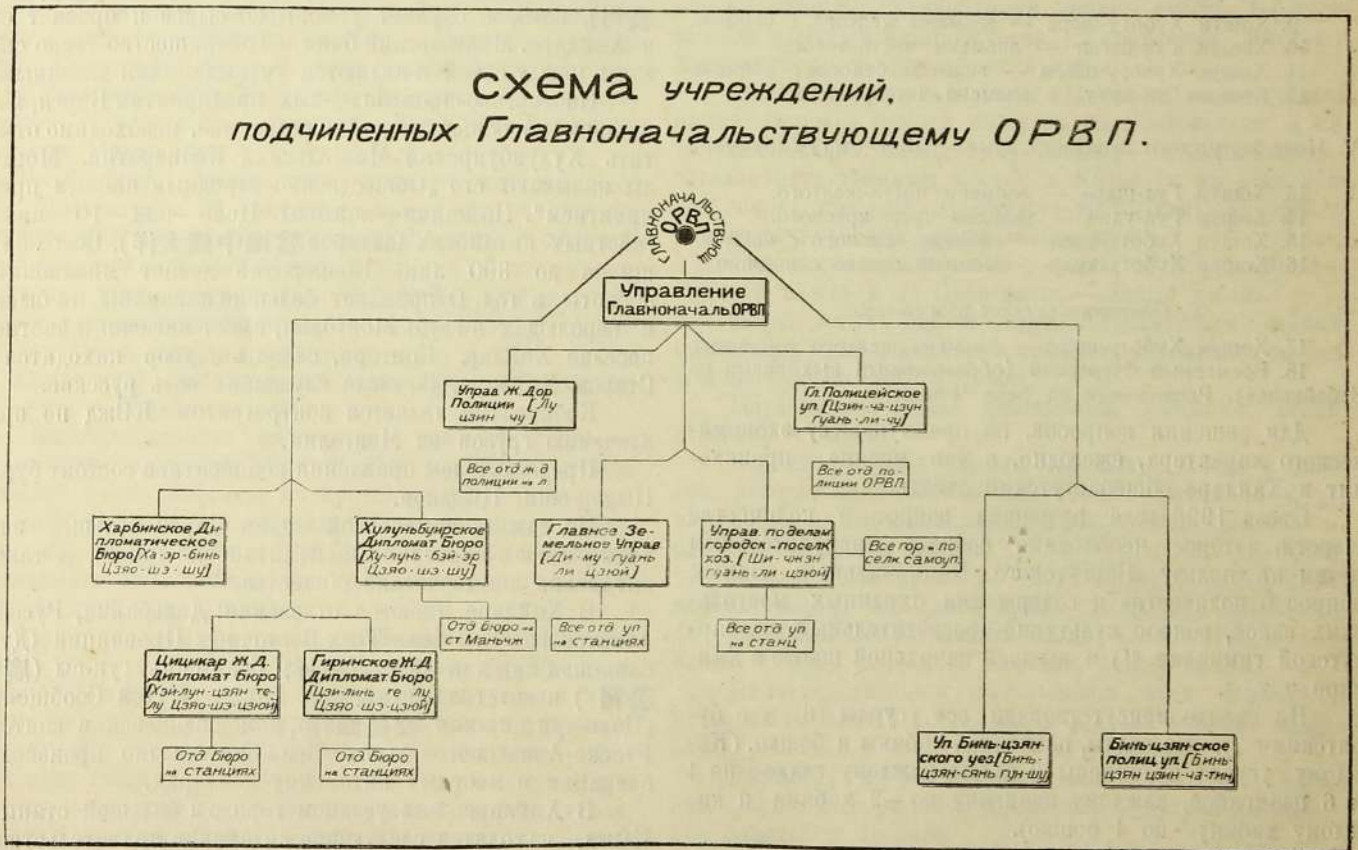 схема учреждений,
подчиненных Главноначальствующему ОРВП.
ГЛАВНОНАЧАЛЬСТВУЮЩ
ОРВП
Управление
Главноначаль ОРВП
Управ. Ж. Дор
Полиции [Лу
цзин чу]
Гл. Полицейское
уп. [Цзин-ча-цзун
гуань-ли-чу]
Все отд ж д
полиции на л
Все отд по-
лиции ОРВП
Харбинское Ди-
пломатическое
Бюро [Ха-эр-бинь
Цзяо-шэ-шу]
Хулуньбуирское
Дипломат Бюро
[Ху-лунь-бэй-эр
Цзяо-шэ-шу]
Главное Зе-
мельное Управ.
[Ди-му-гуань
ли цзюй]
Управ. по делам
городск и поселк
хоз. [Ши-чжэн
гуань-ли-цзюй]
Все гор и по-
селк самоуп.
Отд Бюро на
ст Маньчж
Все отд уп
на станциях
Все отд уп
на станц
Цицикар Ж. Д.
Дипломат Бюро
[Хэй-лун-цзян те-
лу Цзяо-шэ-цзюй]
Гиринское Ж. Д
Дипломат Бюро
[Цзи-линь те лу
Цзяо шэ-цзюй]
Отд Бюро
на станциях
Отд Бюро
на станциях
Уп. Бинь-цзян
ского уез [Бинь-
цзян-сянь гун-шу]
Бинь-цзян-ское
полиц уп. [Бинь-
цзян цзин-ча-тин]